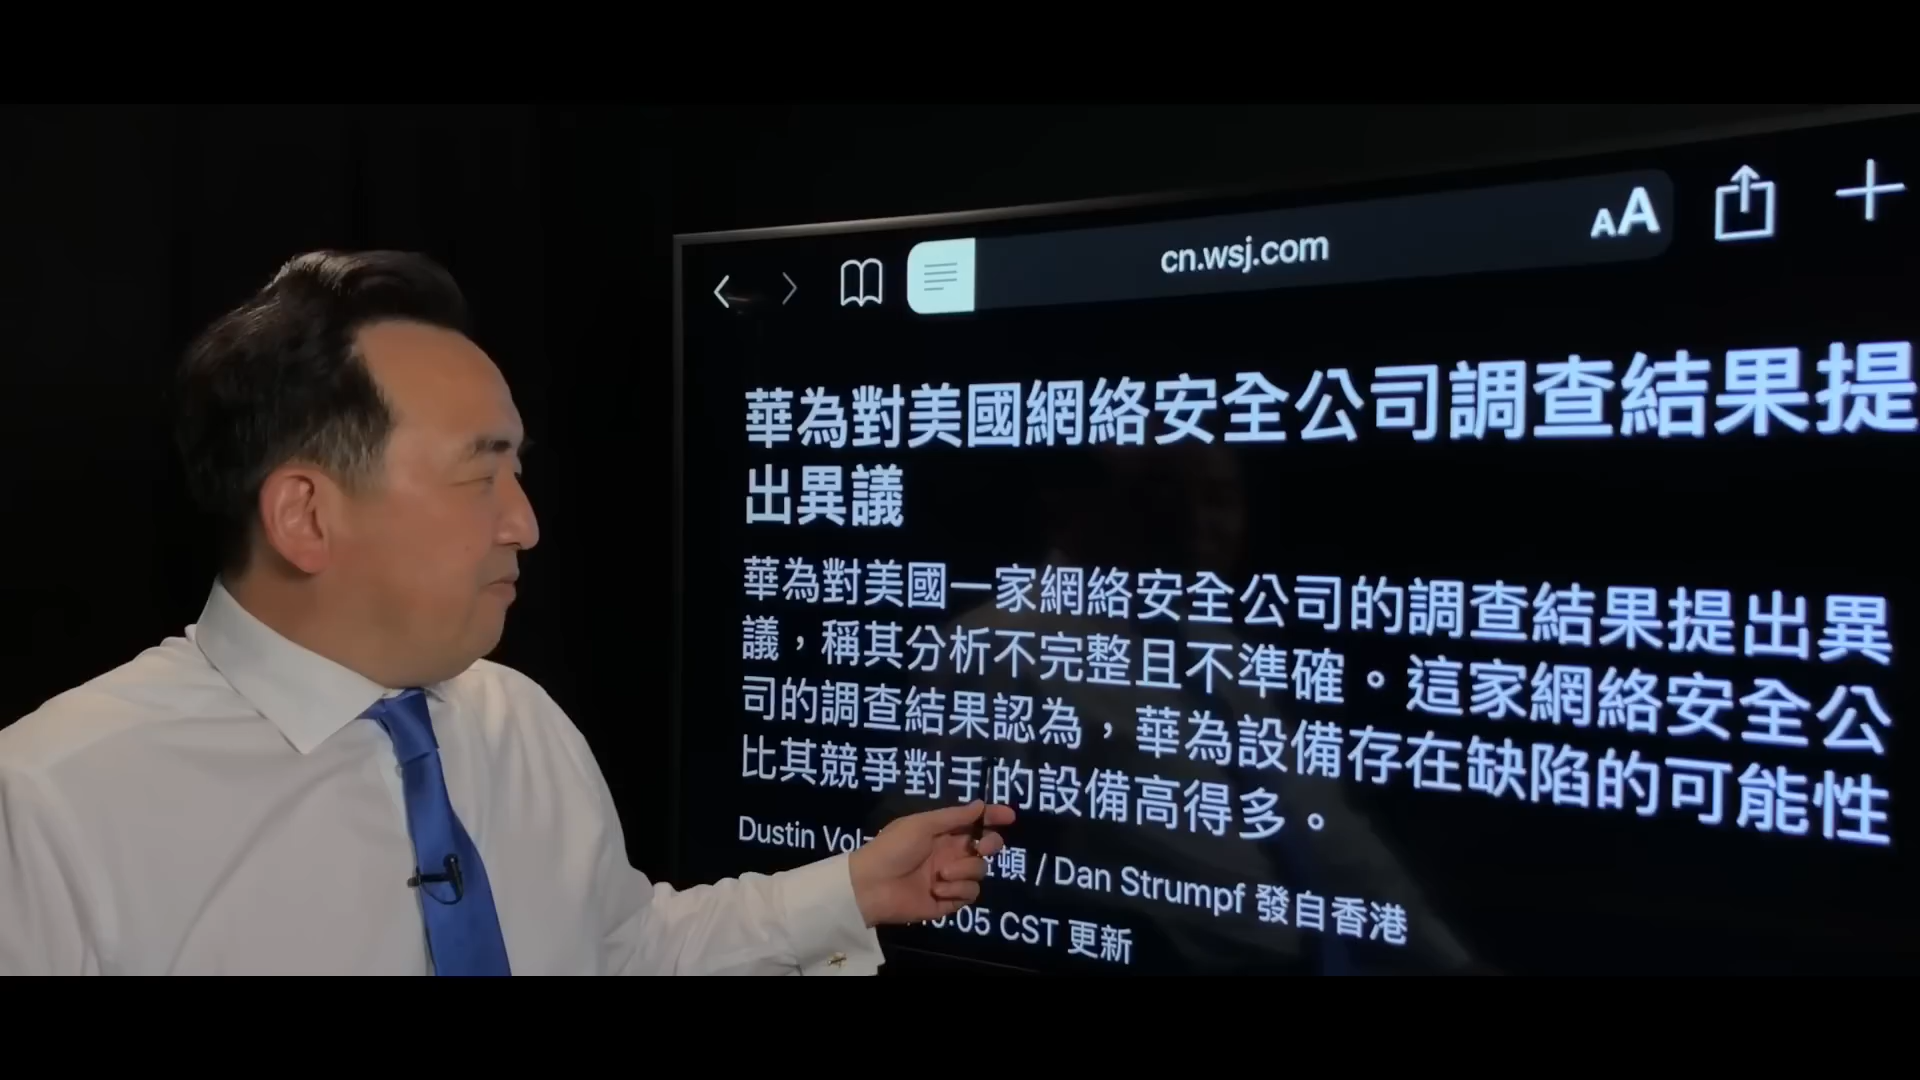 cn.wsj.com
AA
華為對美國網絡安全公司調查結果提
出異議
華為對美國一家網絡安全公司的調查結果提出異
議，稱其分析不完整且不準確。這家網絡安全公
司的調查結果認為，華為設備存在缺陷的可能性
比其競爭對手的設備高得多。
Dustin 頓 / Dan Strumpf 發自香港
CST 更新